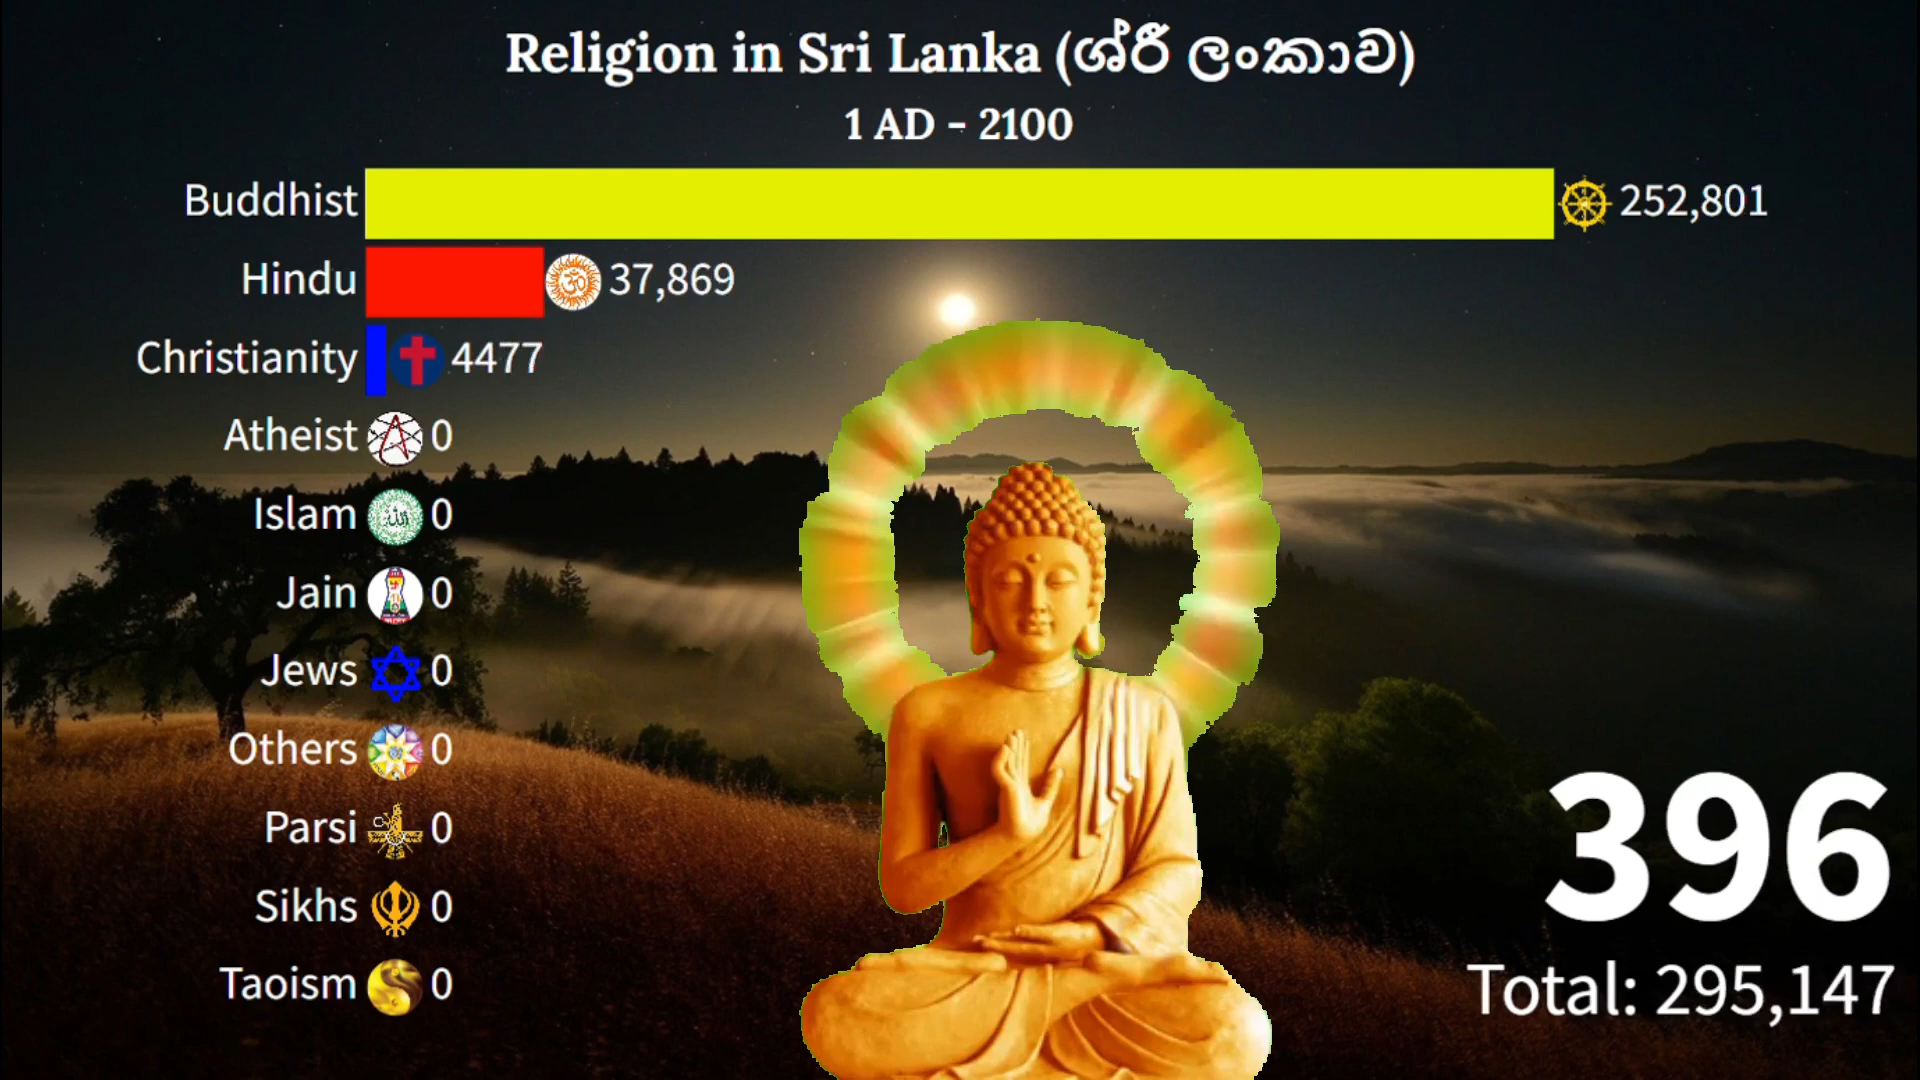 Religion in Sri Lanka (ශ්රී ලංකාව)
1 AD - 2100
Buddhist 252,801
Hindu 37,869
Christianity 4477
Atheist 0
Islam 0
Jain 0
Jews 0
Others 0
Parsi 0
Sikhs 0
Taoism 0
396
Total: 295,147